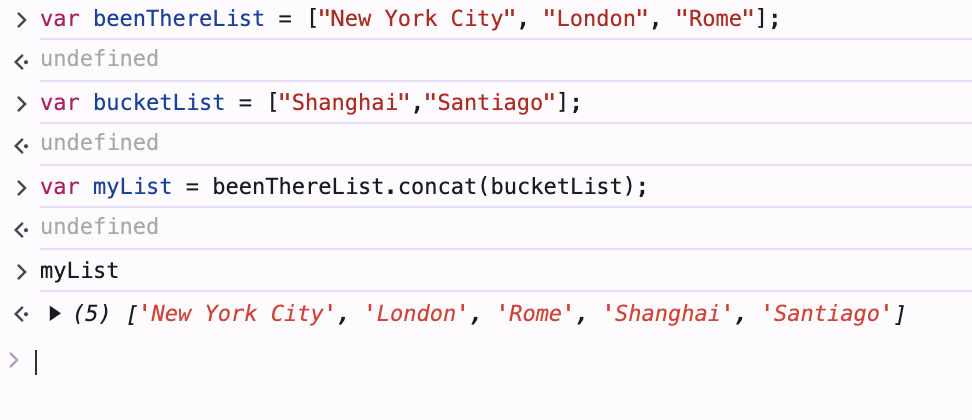 > var beenThereList = ["New York City", "London", "Rome"];
undefined
> var bucketList = ["Shanghai","Santiago"];
undefined
> var myList = beenThereList.concat(bucketList);
undefined
> myList
▶ (5) ['New York City', 'London', 'Rome', 'Shanghai', 'Santiago']
>